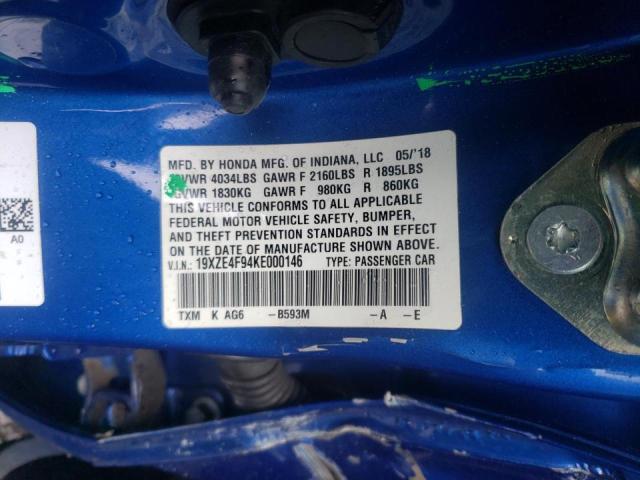 MFD. BY HONDA MFG. OF INDIANA, LLC 05/'18
GVWR 4034LBS GAWR F 2160LBS R 1895LBS
GVWR 1830KG GAWR F 980KG R 860KG
THIS VEHICLE CONFORMS TO ALL APPLICABLE
FEDERAL MOTOR VEHICLE SAFETY, BUMPER,
AND THEFT PREVENTION STANDARDS IN EFFECT
ON THE DATE OF MANUFACTURE SHOWN ABOVE.
V.I.N.: 19XZE4F94KE000146 TYPE: PASSENGER CAR
TXM K AG6 -B593M -A -E
A0